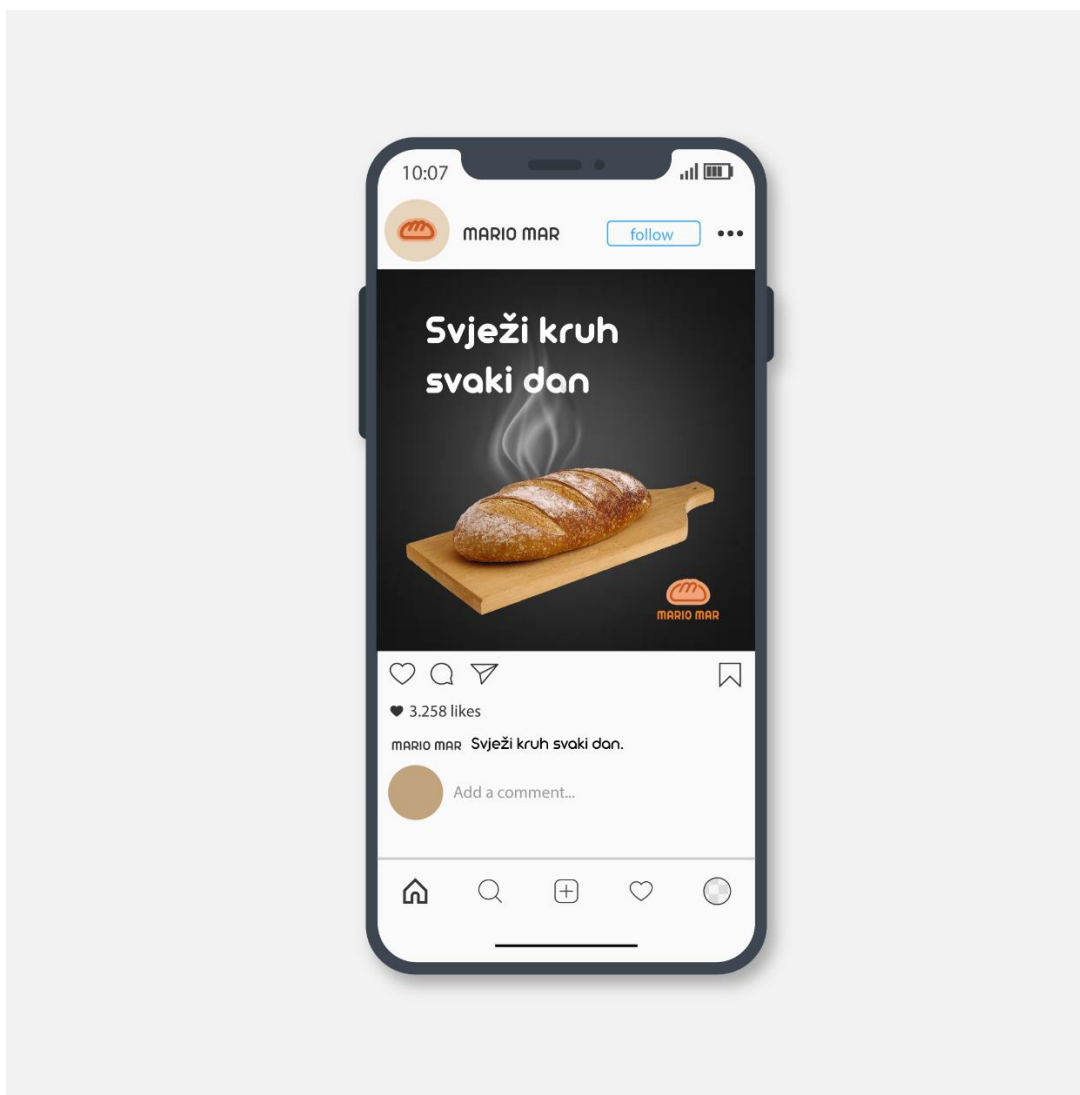 10:07
MARIO MAR
follow
Svježi kruh
svaki dan
MARIO MAR
3.258 likes
MARIO MAR Svježi kruh svaki dan.
Add a comment...